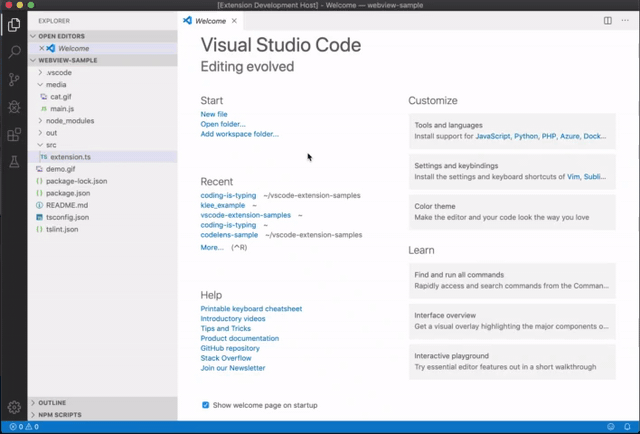 [Extension Development Host] - Welcome — webview-sample
EXPLORER
OPEN EDITORS
Welcome
WEBVIEW-SAMPLE
.vscode
media
cat.gif
main.js
node_modules
out
src
TS extension.ts
demo.gif
package-lock.json
package.json
README.md
tsconfig.json
tslint.json
OUTLINE
NPM SCRIPTS
Welcome
Visual Studio Code
Editing evolved
Start
New file
Open folder...
Add workspace folder...
Recent
coding-is-typing ~/vscode-extension-samples
klee_example ~
vscode-extension-samples ~
coding-is-typing ~
codelens-sample ~/vscode-extension-samples
More... (^R)
Help
Printable keyboard cheatsheet
Introductory videos
Tips and Tricks
Product documentation
GitHub repository
Stack Overflow
Join our Newsletter
Show welcome page on startup
Customize
Tools and languages
Install support for JavaScript, Python, PHP, Azure, Dock...
Settings and keybindings
Install the settings and keyboard shortcuts of Vim, Subli...
Color theme
Make the editor and your code look the way you love
Learn
Find and run all commands
Rapidly access and search commands from the Comman...
Interface overview
Get a visual overlay highlighting the major components o...
Interactive playground
Try essential editor features out in a short walkthrough
0 0